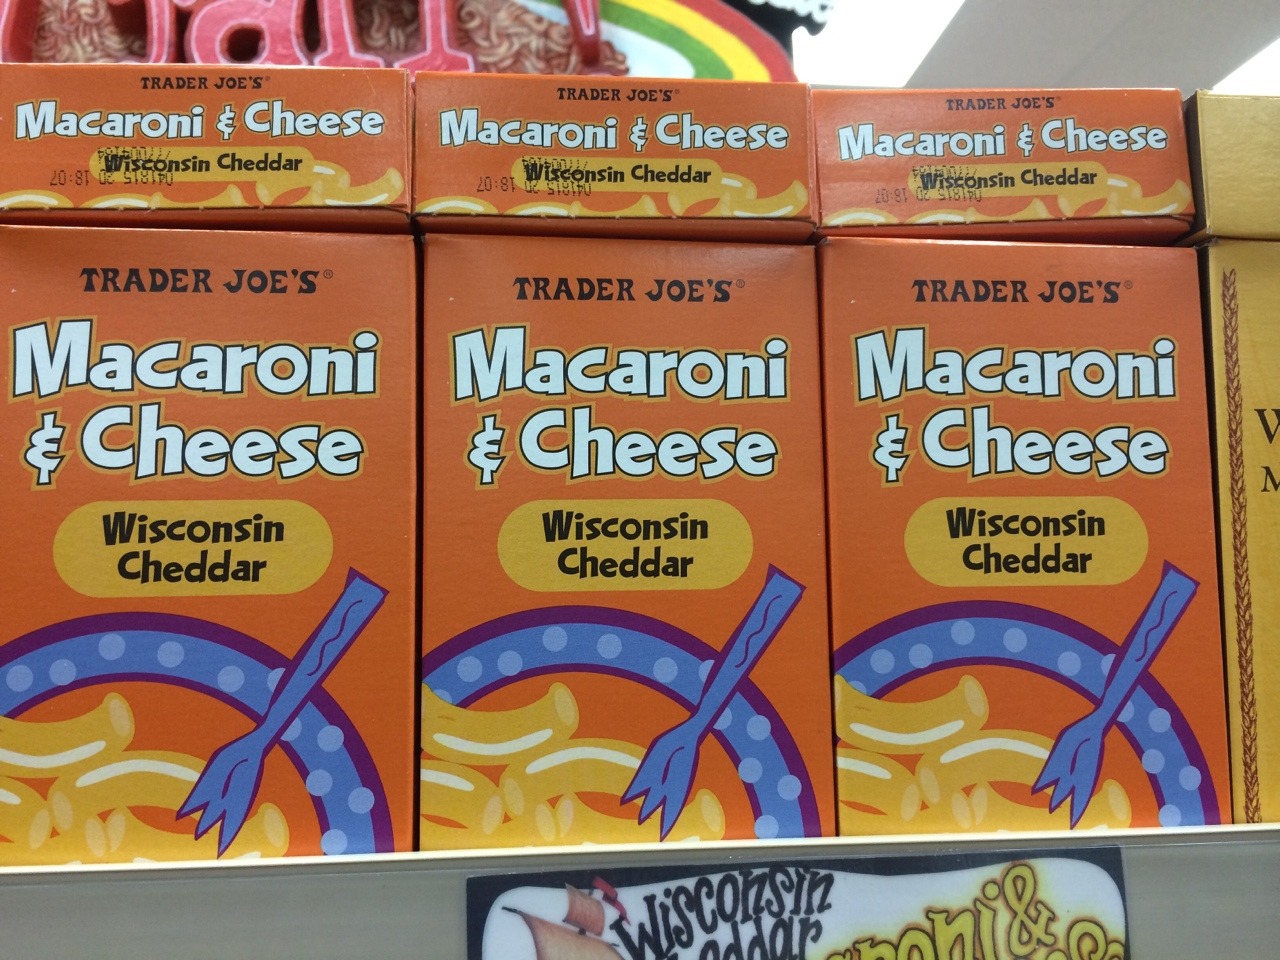 TRADER JOE'S®
Macaroni & Cheese
Wisconsin Cheddar
TRADER JOE'S®
Macaroni & Cheese
Wisconsin Cheddar
TRADER JOE'S®
Macaroni & Cheese
Wisconsin Cheddar
TRADER JOE'S®
Macaroni
& Cheese
Wisconsin
Cheddar
TRADER JOE'S®
Macaroni
& Cheese
Wisconsin
Cheddar
TRADER JOE'S®
Macaroni
& Cheese
Wisconsin
Cheddar
Wisconsin